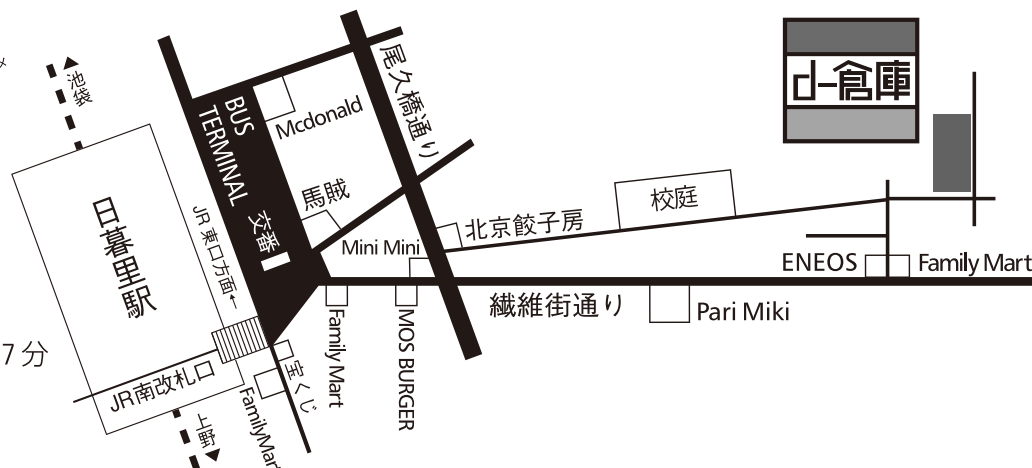 池袋
BUS
TERMINAL
Mcdonald
尾久橋通り
d-倉庫
日暮里駅
JR 東口方面←
交番
馬賊
Mini Mini
北京餃子房
校庭
ENEOS
Family Mart
繊維街通り
Pari Miki
Family Mart
MOS BURGER
7分
JR南改札口
宝くじ
FamilyMart
上野